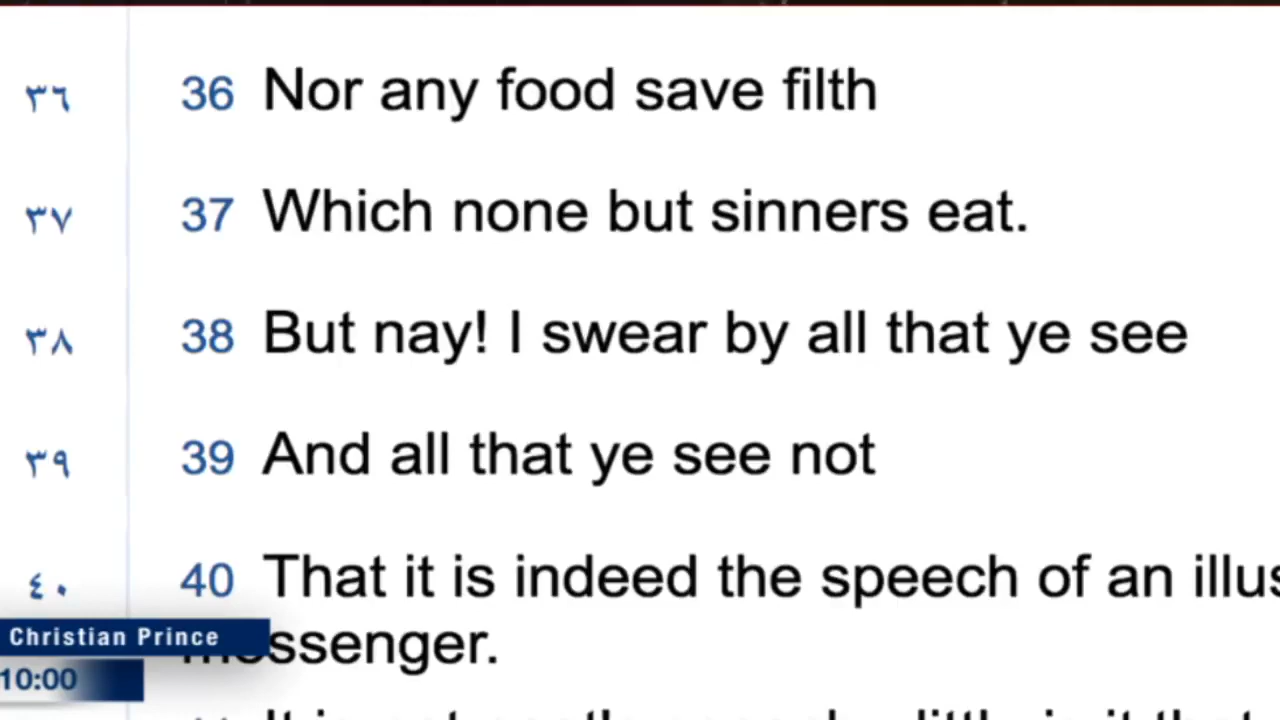 ٣٦ 36 Nor any food save filth
٣٧ 37 Which none but sinners eat.
٣٨ 38 But nay! I swear by all that ye see
٣٩ 39 And all that ye see not
٤٠ 40 That it is indeed the speech of an illus
ssenger.
Christian Prince
10:00